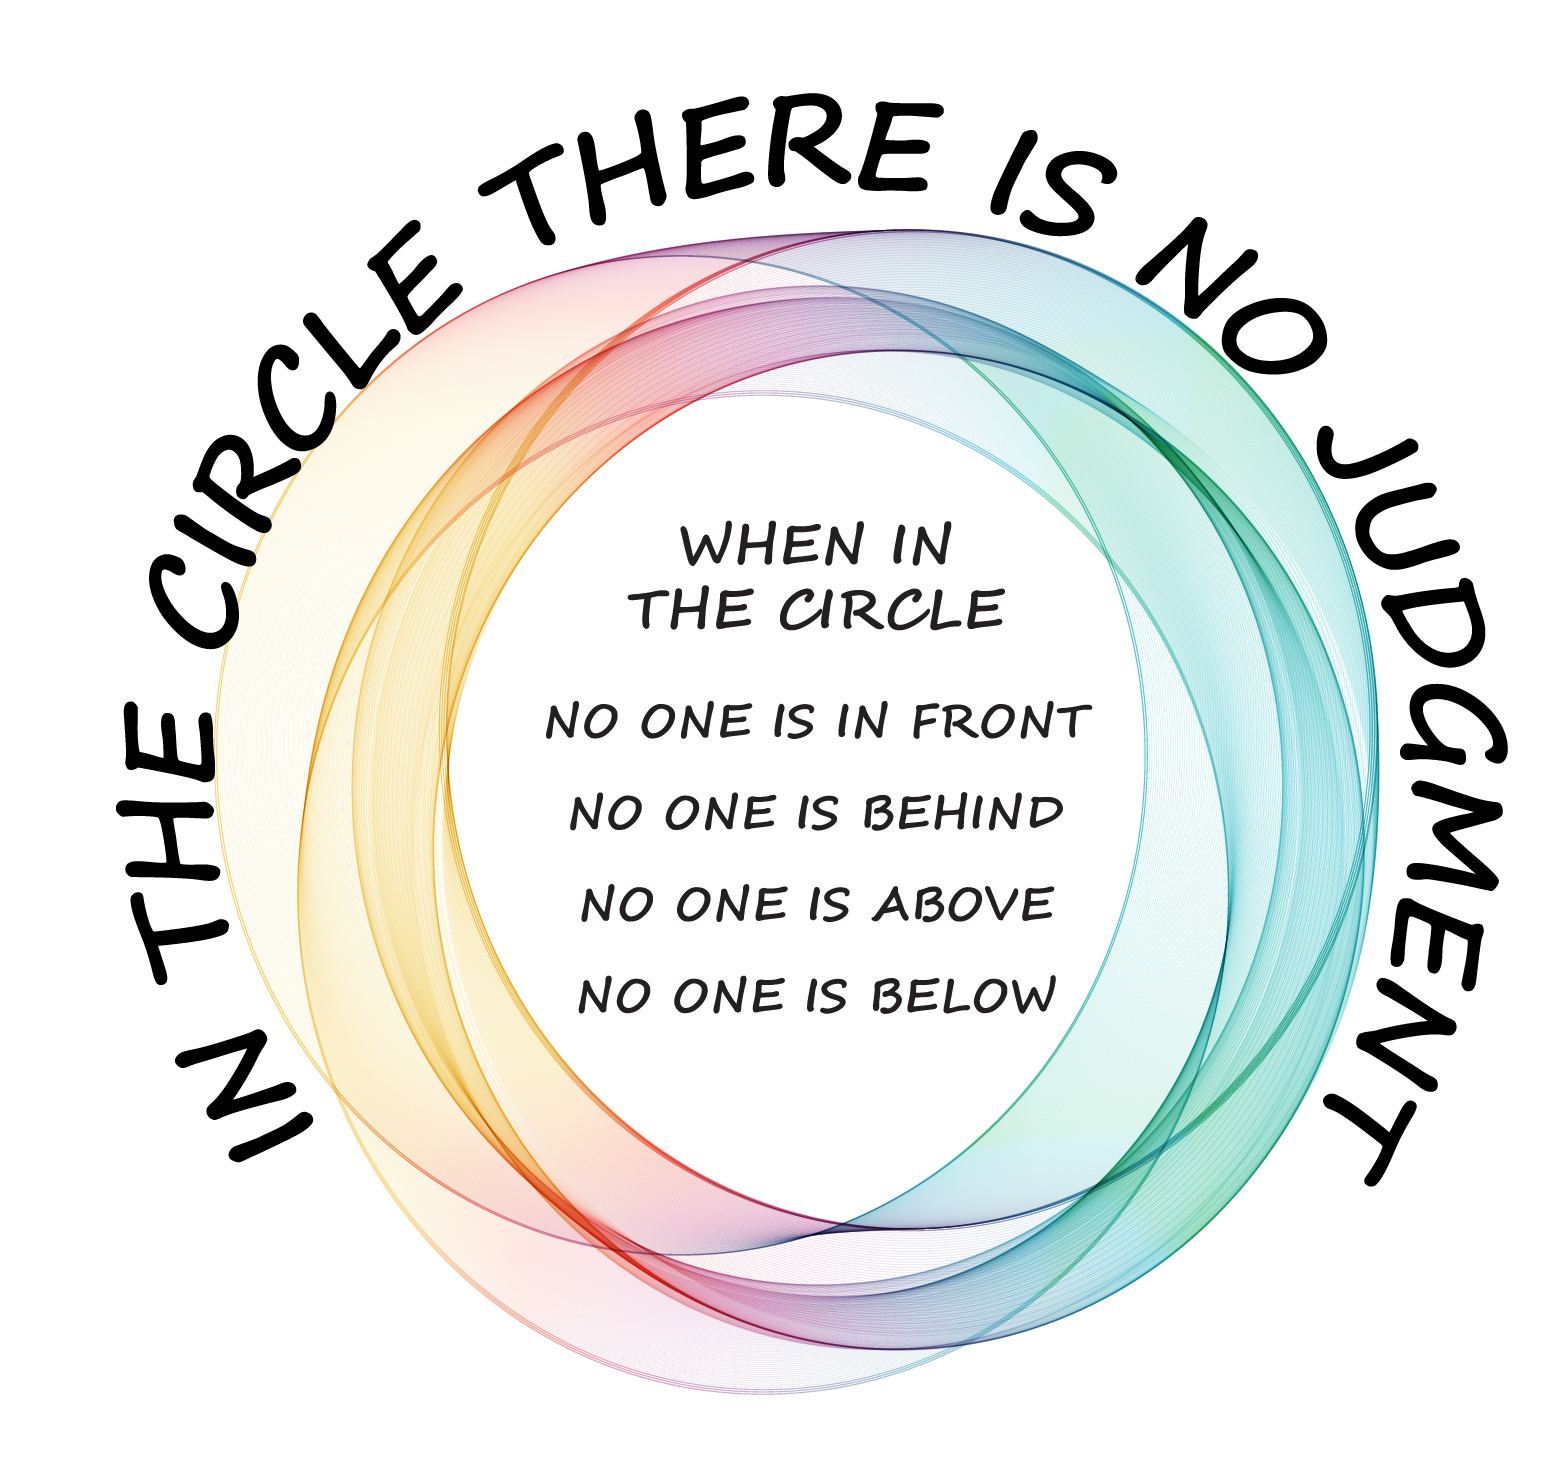 IN THE CIRCLE THERE IS NO JUDGMENT
WHEN IN
THE CIRCLE
NO ONE IS IN FRONT
NO ONE IS BEHIND
NO ONE IS ABOVE
NO ONE IS BELOW